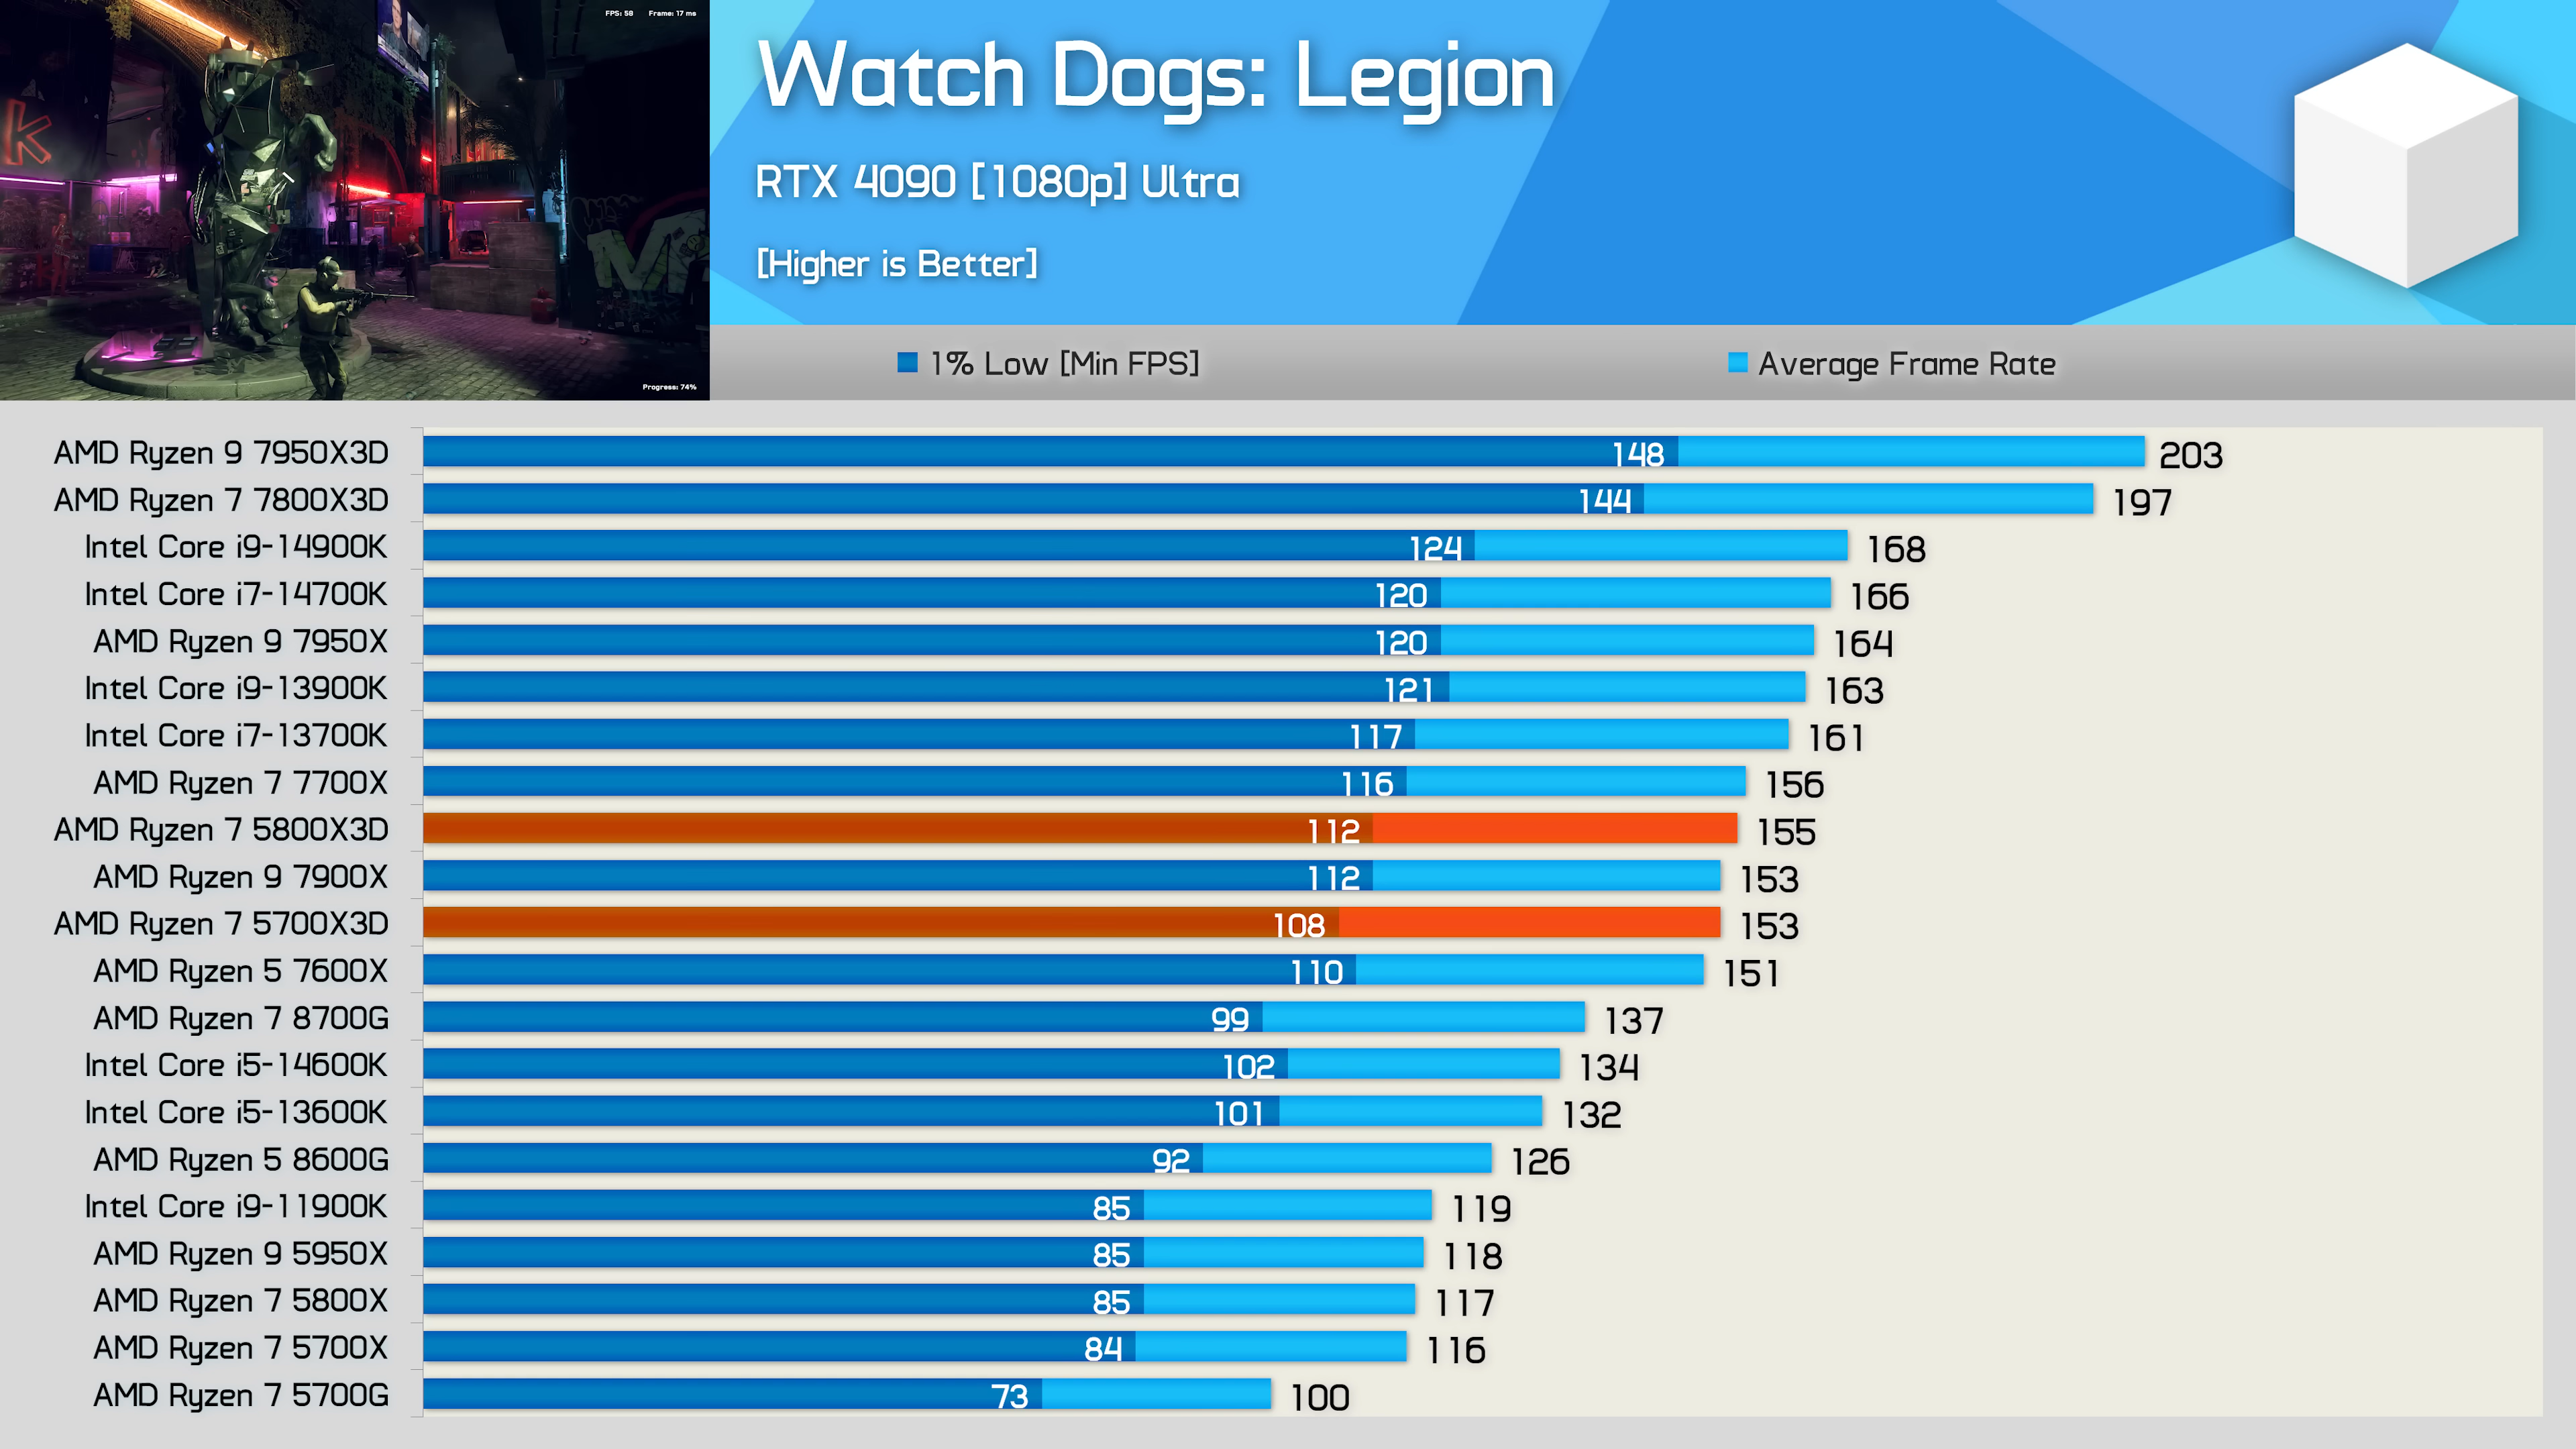 FPS: 58 Frame: 17 ms
k
Progress: 74%
Watch Dogs: Legion
RTX 4090 [1080p] Ultra
[Higher is Better]
1% Low [Min FPS] Average Frame Rate
AMD Ryzen 9 7950X3D 148 203
AMD Ryzen 7 7800X3D 144 197
Intel Core i9-14900K 124 168
Intel Core i7-14700K 120 166
AMD Ryzen 9 7950X 120 164
Intel Core i9-13900K 121 163
Intel Core i7-13700K 117 161
AMD Ryzen 7 7700X 116 156
AMD Ryzen 7 5800X3D 112 155
AMD Ryzen 9 7900X 112 153
AMD Ryzen 7 5700X3D 108 153
AMD Ryzen 5 7600X 110 151
AMD Ryzen 7 8700G 99 137
Intel Core i5-14600K 102 134
Intel Core i5-13600K 101 132
AMD Ryzen 5 8600G 92 126
Intel Core i9-11900K 85 119
AMD Ryzen 9 5950X 85 118
AMD Ryzen 7 5800X 85 117
AMD Ryzen 7 5700X 84 116
AMD Ryzen 7 5700G 73 100